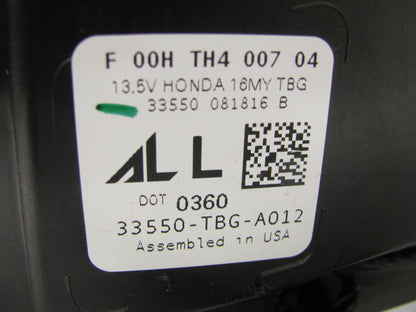 F 00H TH4 007 04
13.5V HONDA 16MY TBG
33550 081816 B
AL L
DOT 0360
33550-TBG-A012
Assembled in USA